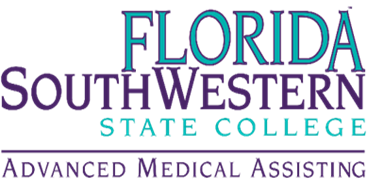 FLORIDA
SOUTHWESTERN
STATE COLLEGE
ADVANCED MEDICAL ASSISTING